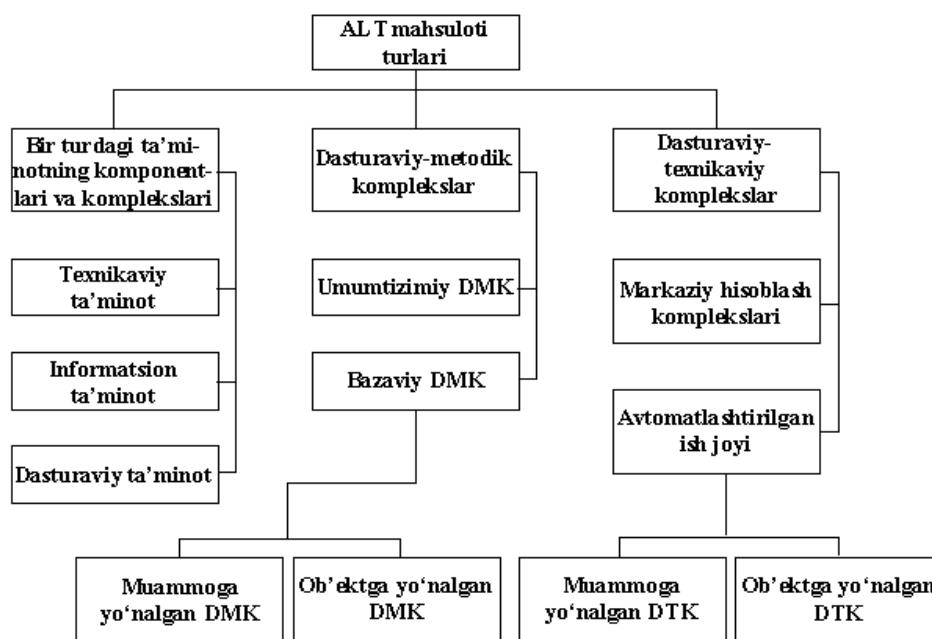 ALT mahsuloti
turlari
Bir turdagi ta’mi-
notning komponent-
lari va komplekslari
Dasturaviy-metodik
komplekslar
Dasturaviy-
texnikaviy
komplekslar
Texnikaviy
ta’minot
Umumtizimiy DMK
Markaziy hisoblash
komplekslari
Informatsion
ta’minot
Bazaviy DMK
Avtomatlashtirilgan
ish joyi
Dasturaviy ta’minot
Muammoga
yo‘nalgan DMK
Ob’ektga yo‘nalgan
DMK
Muammoga
yo‘nalgan DTK
Ob’ektga yo‘nalgan
DTK